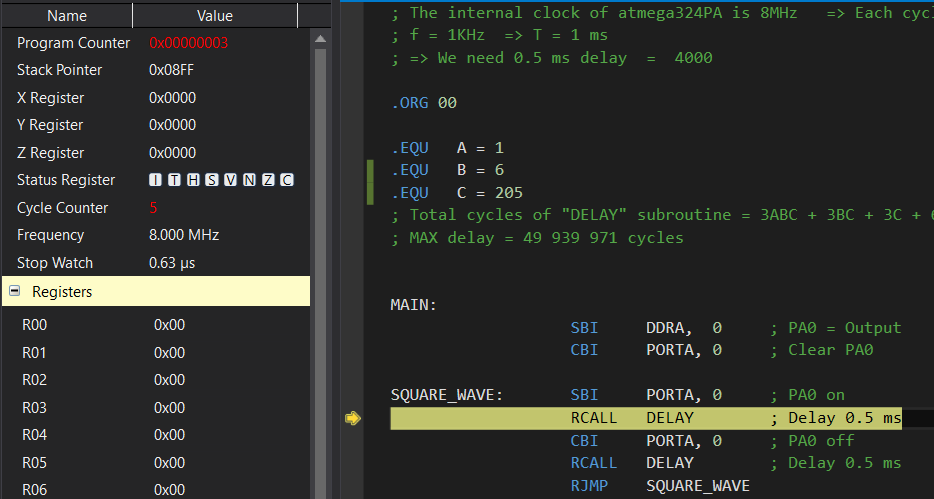 Name Value
Program Counter 0x00000003
Stack Pointer 0x08FF
X Register 0x0000
Y Register 0x0000
Z Register 0x0000
Status Register I T H S V N Z C
Cycle Counter 5
Frequency 8.000 MHz
Stop Watch 0.63 µs
Registers
R00 0x00
R01 0x00
R02 0x00
R03 0x00
R04 0x00
R05 0x00
R06 0x00
; The internal clock of atmega324PA is 8MHz => Each cyc
; f = 1KHz => T = 1 ms
; => We need 0.5 ms delay = 4000
.ORG 00
.EQU A = 1
.EQU B = 6
.EQU C = 205
; Total cycles of "DELAY" subroutine = 3ABC + 3BC + 3C +
; MAX delay = 49 939 971 cycles
MAIN:
SBI DDRA, 0 ; PA0 = Output
CBI PORTA, 0 ; Clear PA0
SQUARE_WAVE: SBI PORTA, 0 ; PA0 on
RCALL DELAY ; Delay 0.5 ms
CBI PORTA, 0 ; PA0 off
RCALL DELAY ; Delay 0.5 ms
RJMP SQUARE_WAVE